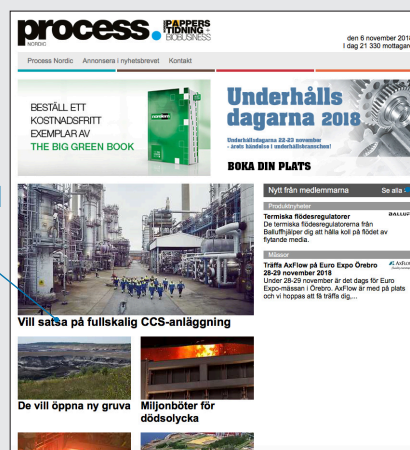 process.
NORDIC
PAPPERS
TIDNING +
BIOBUSINESS
den 6 november 2018
I dag 21 330 mottagare
Process Nordic Annonsera i nyhetsbrevet Kontakt
BESTÄLL ETT
KOSTNADSFRITT
EXEMPLAR AV
THE BIG GREEN BOOK
Underhålls
dagarna 2018
Underhållsdagarna 22-23 november
- årets händelse i underhållsbranschen!
BOKA DIN PLATS
Vill satsa på fullskalig CCS-anläggning
De vill öppna ny gruva
Miljonböter för
dödsolycka
Nytt från medlemmarna Se alla
Produktnyheter
Termiska flödesregulatorer
BALLUF
De termiska flödesregulatorerna från
Balluffhjälper dig att hålla koll på flödet av
flytande media.
Mässor
Träffa AxFlow på Euro Expo Örebro
28-29 november 2018
AxFlow
Under 28-29 november är det dags för Euro
Expo-mässan i Örebro. AxFlow är med på plats
och vi hoppas att få träffa dig,...